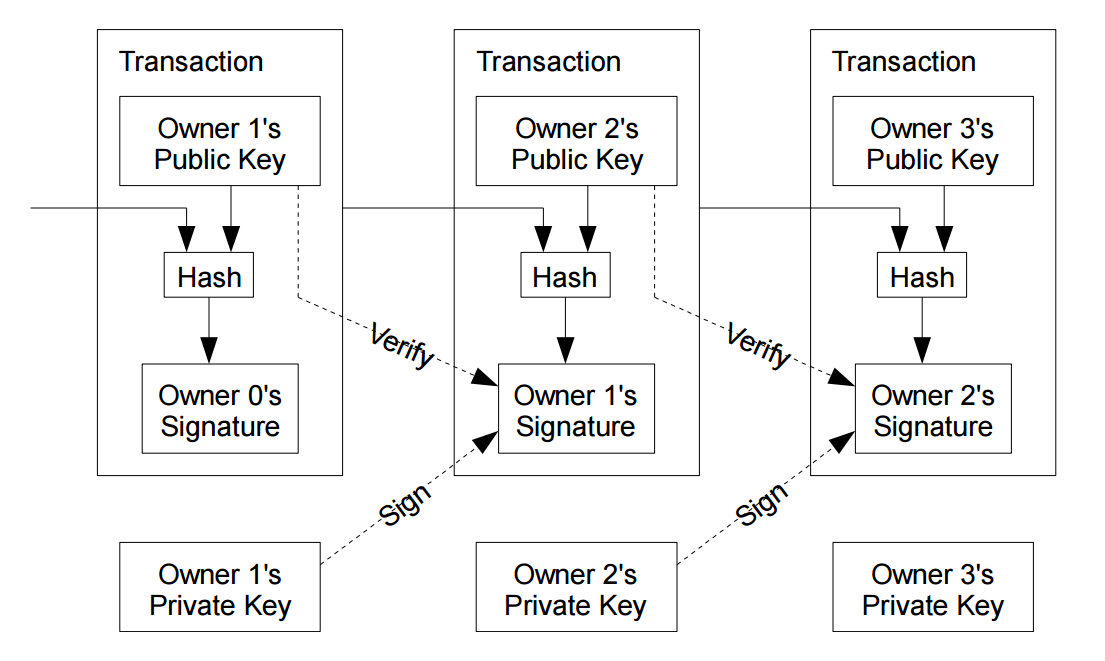 Transaction
Owner 1's
Public Key
Hash
Owner 0's
Signature
Transaction
Owner 2's
Public Key
Hash
Verify
Owner 1's
Signature
Transaction
Owner 3's
Public Key
Hash
Verify
Owner 2's
Signature
Sign
Sign
Owner 1's
Private Key
Owner 2's
Private Key
Owner 3's
Private Key